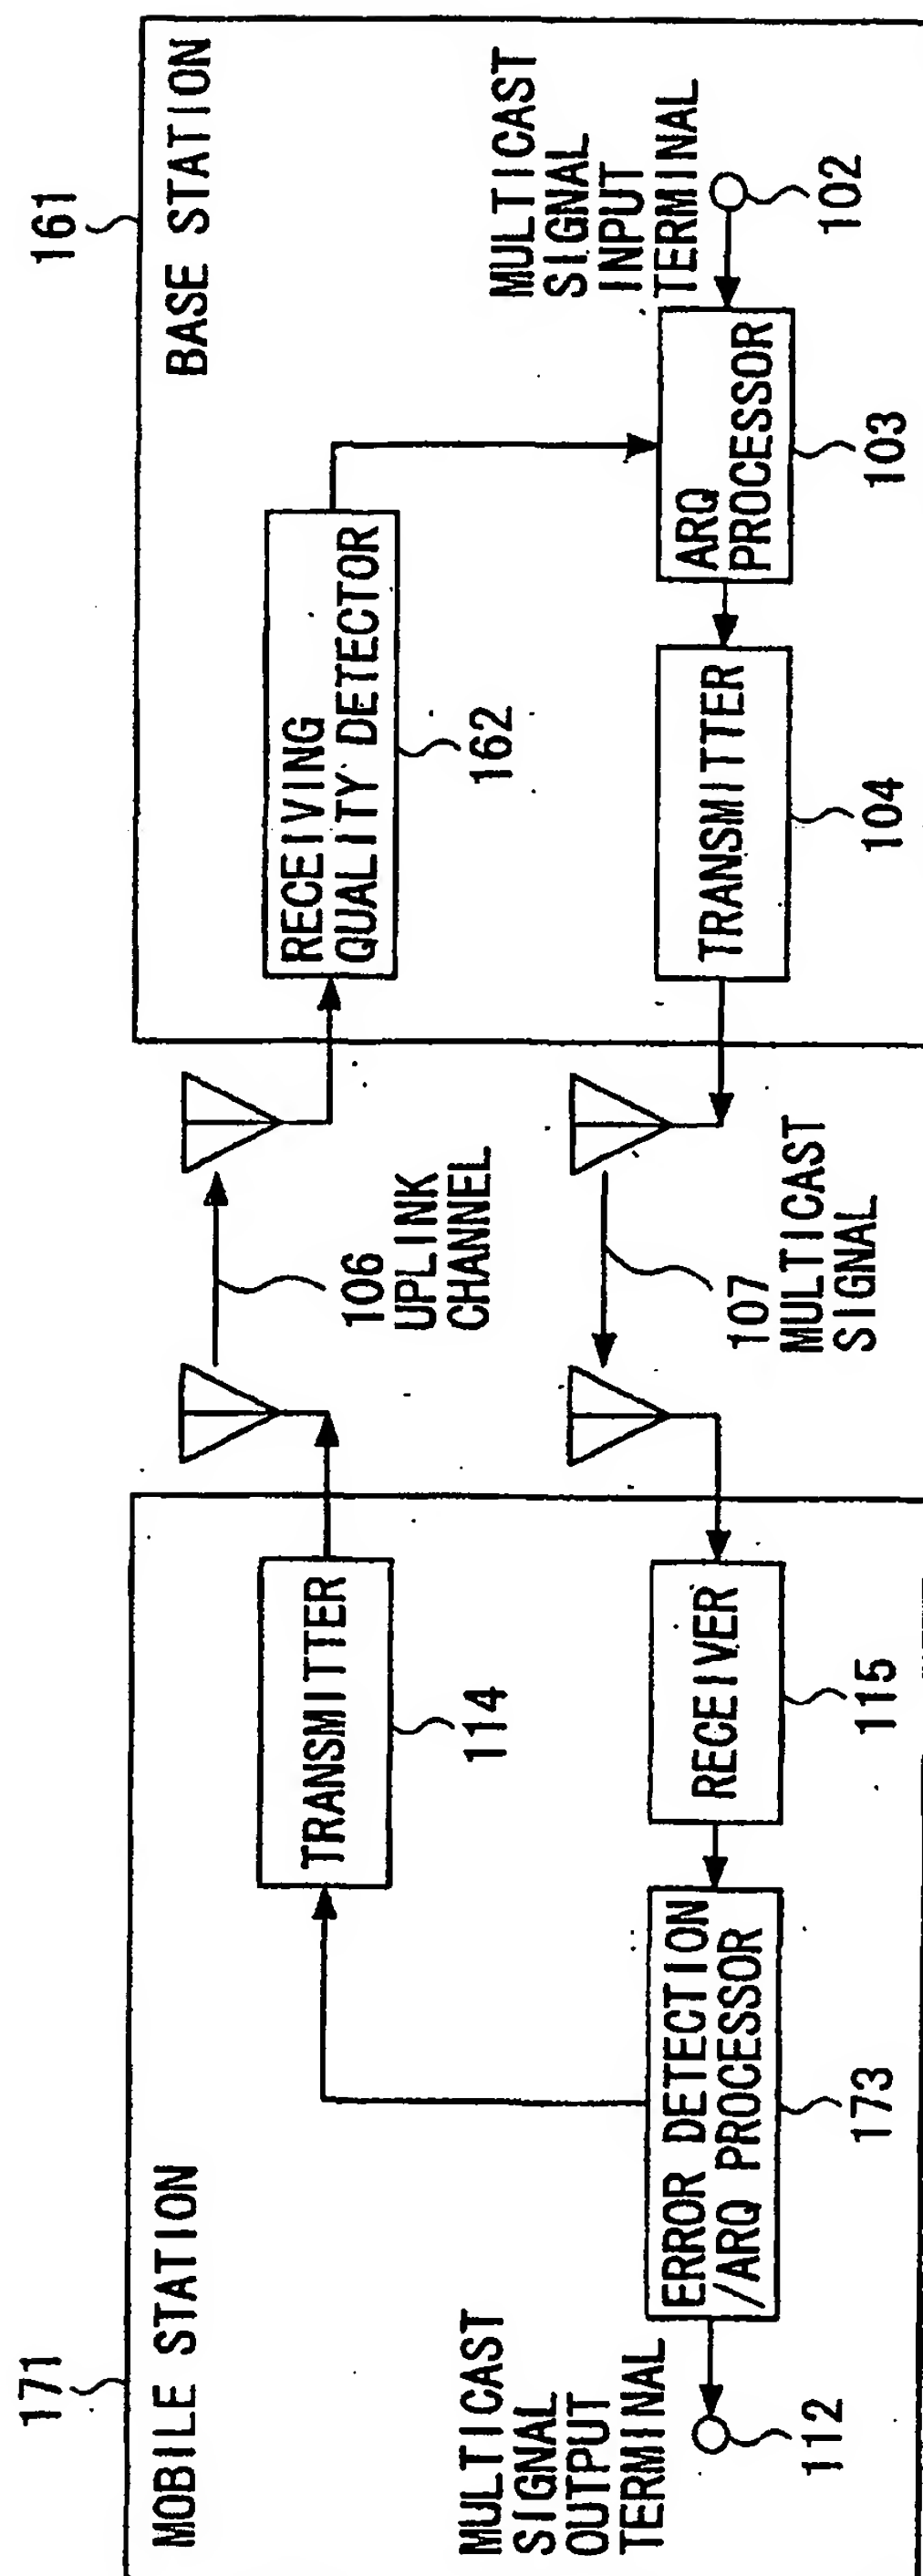 171
MOBILE STATION
TRANSMITTER
114
MULTICAST
SIGNAL
OUTPUT
TERMINAL
112
ERROR DETECTION
/ARQ PROCESSOR
173
RECEIVER
115
106
UPLINK
CHANNEL
107
MULTICAST
SIGNAL
161
BASE STATION
RECEIVING
QUALITY DETECTOR
162
MULTICAST
SIGNAL
INPUT
TERMINAL
102
ARQ
PROCESSOR
103
TRANSMITTER
104